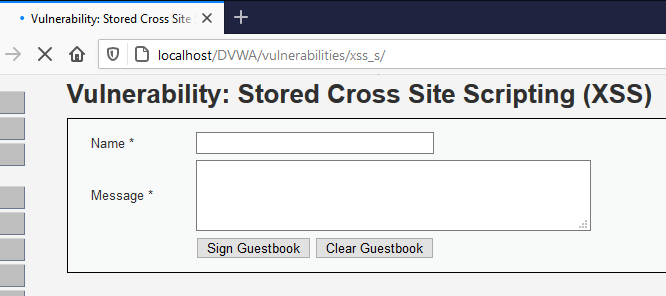 Vulnerability: Stored Cross Site
localhost/DVWA/vulnerabilities/xss_s/
Vulnerability: Stored Cross Site Scripting (XSS)
Name *
Message *
Sign Guestbook Clear Guestbook